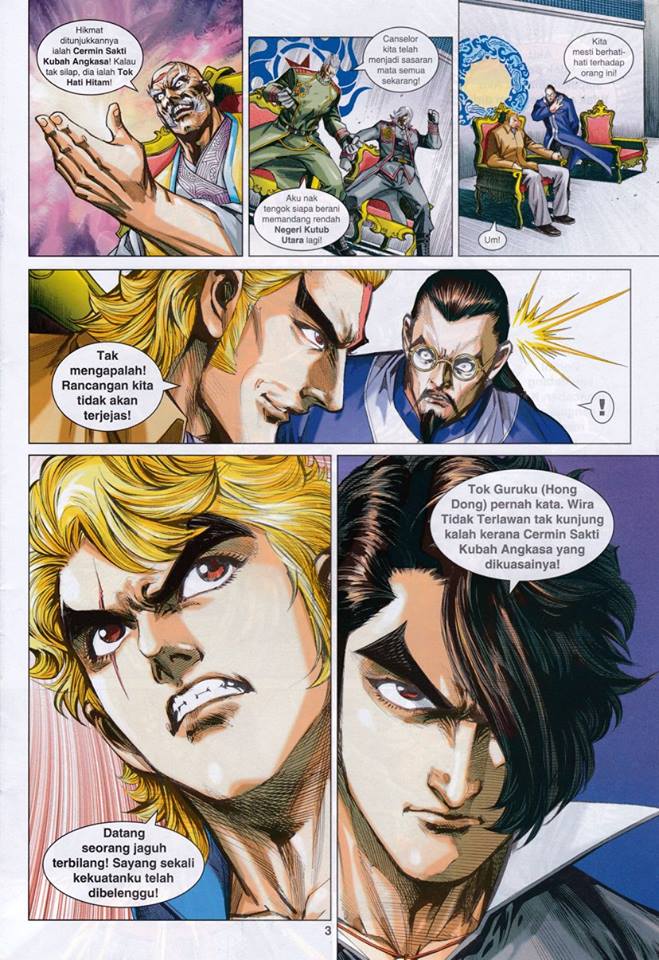 Hikmat
ditunjukkannya
ialah Cermin Sakti
Kubah Angkasa! Kalau
tak silap, dia ialah Tok
Hati Hitam!
Canselor
kita telah
menjadi sasaran
mata semua
sekarang!
Aku nak
tengok siapa berani
memandang rendah
Negeri Kutub
Utara lagi!
Kita
mesti berhati-
hati terhadap
orang ini!
Um!
Tak
mengapalah!
Rancangan kita
tidak akan
terjejas!
!
Tok Guruku (Hong
Dong) pernah kata. Wira
Tidak Terlawan tak kunjung
kalah kerana Cermin Sakti
Kubah Angkasa yang
dikuasainya!
Datang
seorang jaguh
terbilang! Sayang sekali
kekuatanku telah
dibelenggu!
3